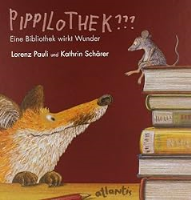 PIPPILOTHEK???
Eine Bibliothek wirkt Wunder
Lorenz Pauli und Kathrin Schärer
atlantis